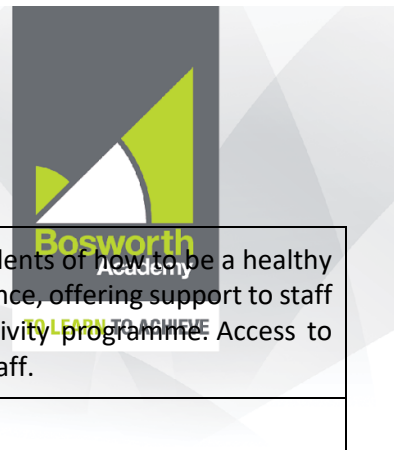 Bosworth
Academy
TO LEARN TO ACHIEVE
dents of how to be a healthy
nce, offering support to staff
ivity programme. Access to
aff.